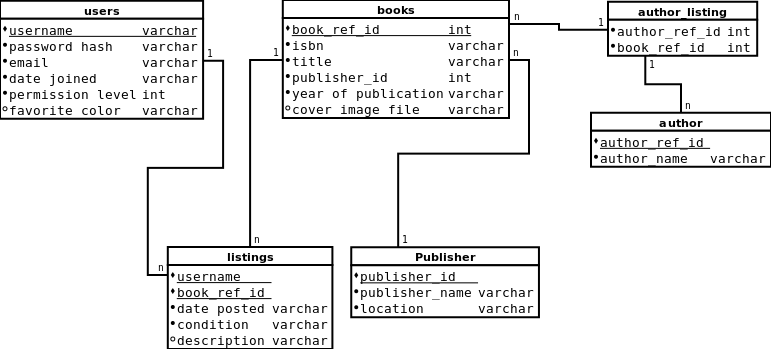 users
username varchar
password hash varchar
email varchar
date joined varchar
permission level int
favorite color varchar
1
books
book_ref_id int
isbn varchar
title varchar
publisher_id int
year of publication varchar
cover image file varchar
1
n
n
1
author_listing
author_ref_id int
book_ref_id int
1
n
author
author_ref_id
author_name varchar
n
n
1
listings
username
book_ref_id
date posted varchar
condition varchar
description varchar
Publisher
publisher_id
publisher_name varchar
location varchar